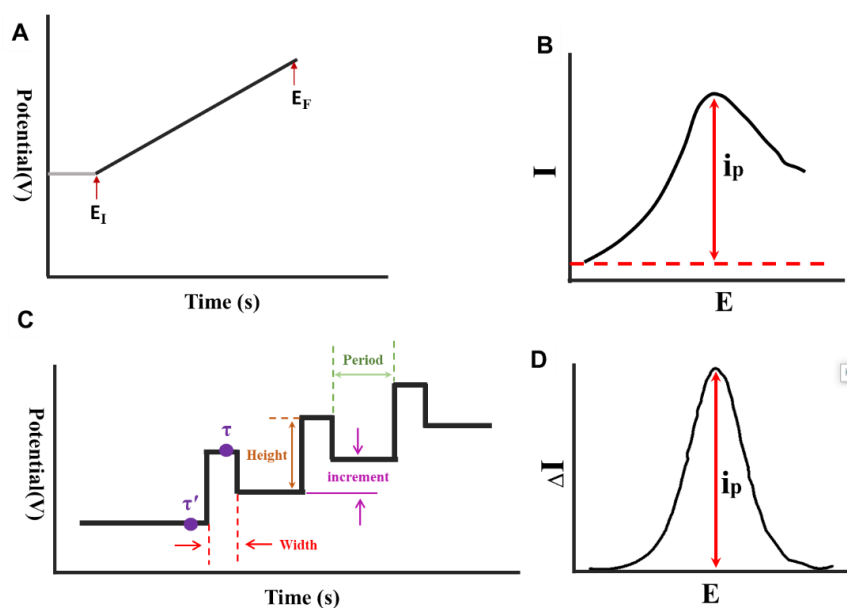 A
Potential(V)
E_I
E_F
Time (s)
B
I
i_p
E
C
Potential(V)
τ'
τ
Height
Period
increment
Width
Time (s)
D
ΔI
i_p
E